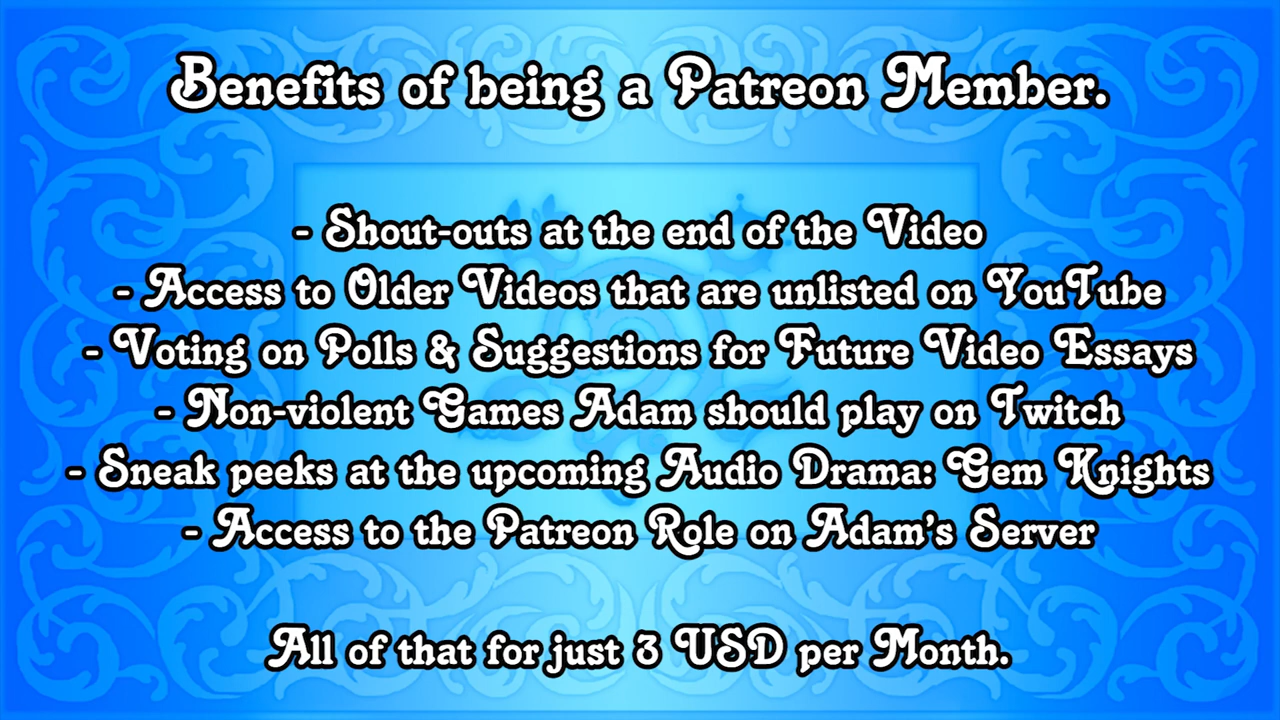 Benefits of being a Patreon Member.
- Shout-outs at the end of the Video
- Access to Older Videos that are unlisted on YouTube
- Voting on Polls & Suggestions for Future Video Essays
- Non-violent Games Adam should play on Twitch
- Sneak peeks at the upcoming Audio Drama: Gem Knights
- Access to the Patreon Role on Adam's Server
All of that for just 3 USD per Month.